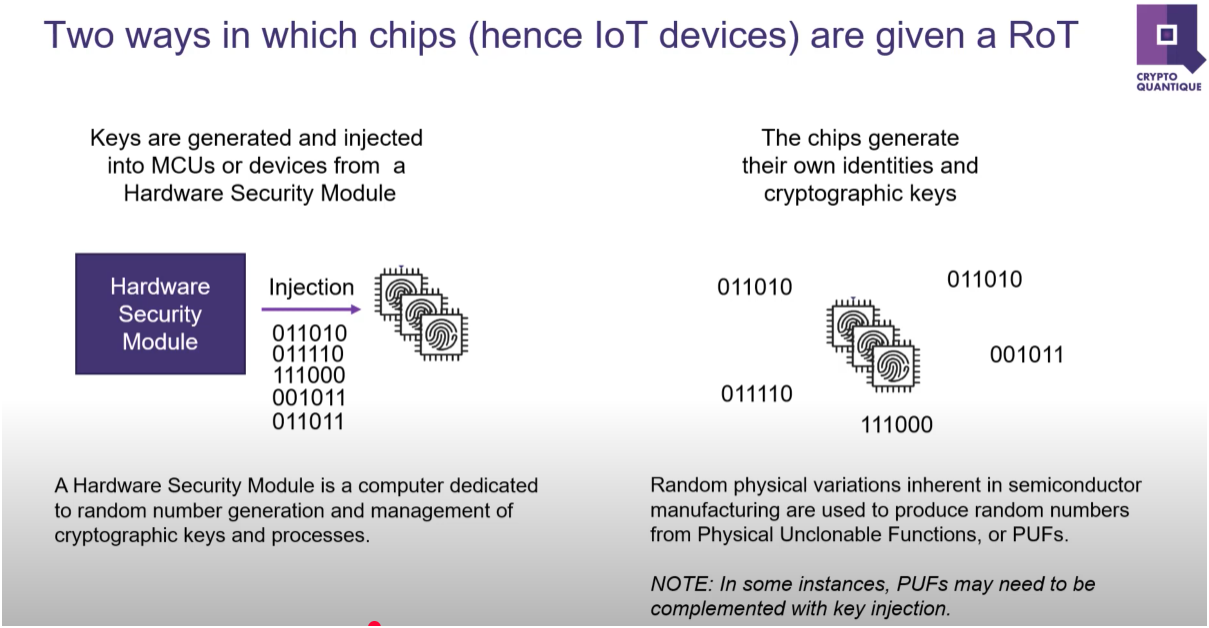 Two ways in which chips (hence IoT devices) are given a RoT
CRYPTO
QUANTIQUE
Keys are generated and injected
into MCUs or devices from a
Hardware Security Module
Hardware
Security
Module
Injection
011010
011110
111000
001011
011011
A Hardware Security Module is a computer dedicated
to random number generation and management of
cryptographic keys and processes.
The chips generate
their own identities and
cryptographic keys
011010
011010
001011
011110
111000
Random physical variations inherent in semiconductor
manufacturing are used to produce random numbers
from Physical Unclonable Functions, or PUFs.
NOTE: In some instances, PUFs may need to be
complemented with key injection.